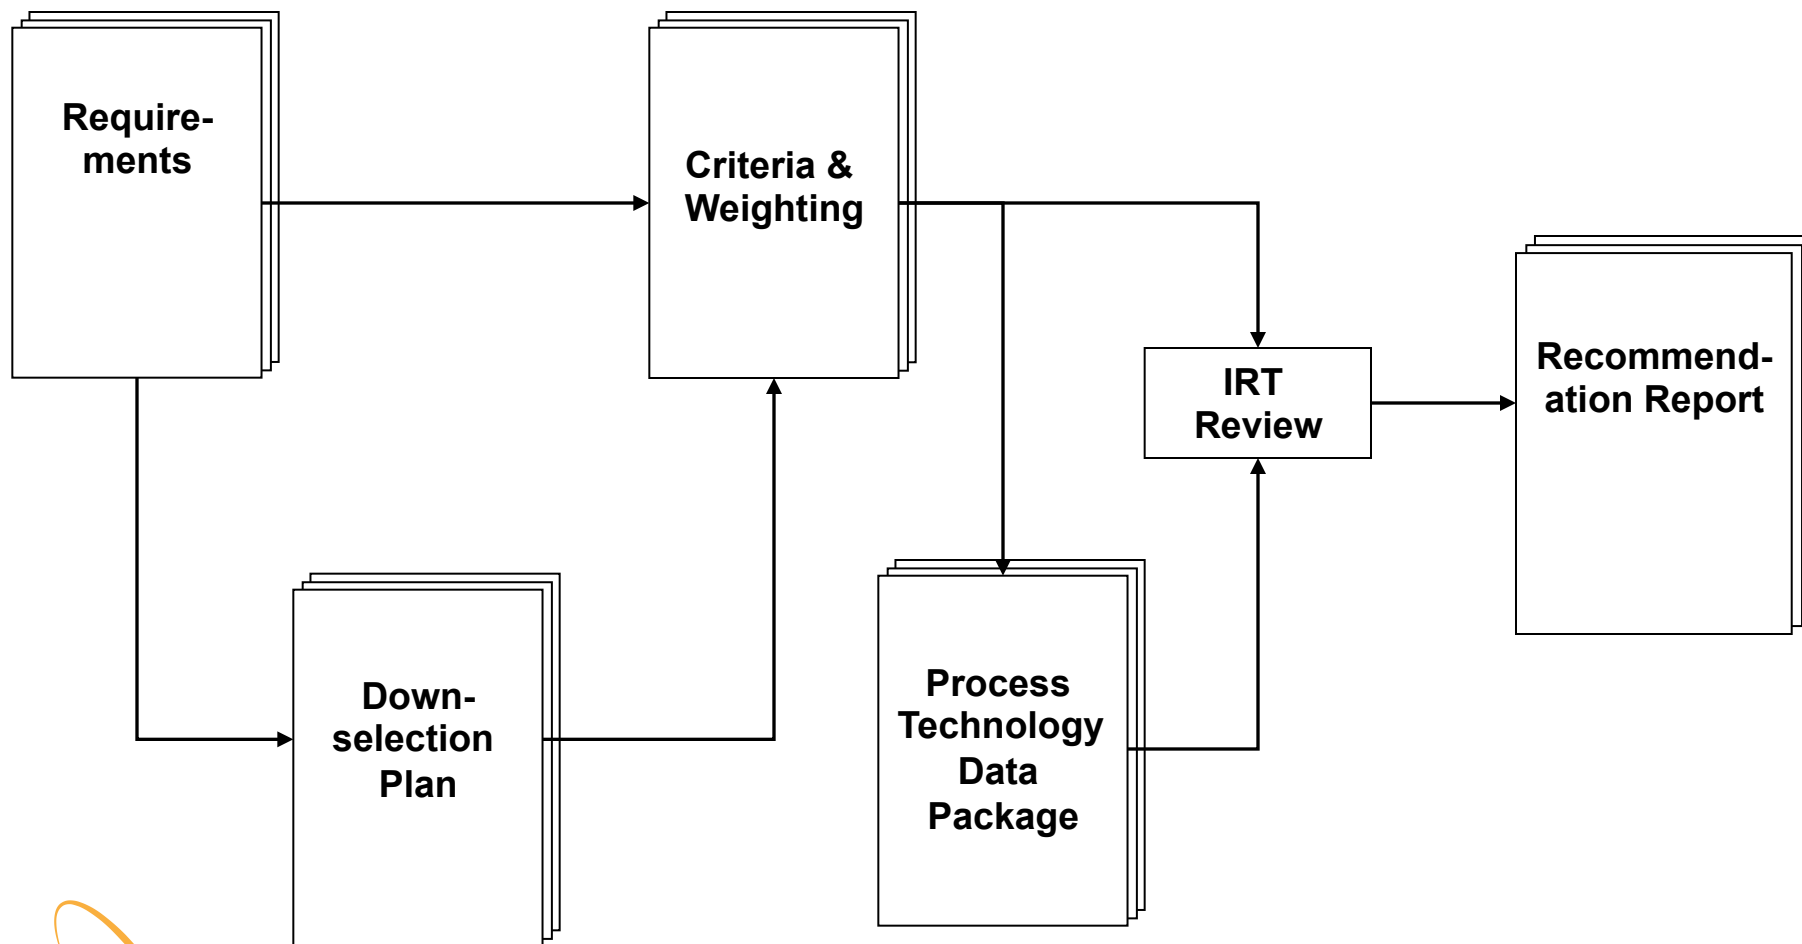 Require-
ments
Criteria &
Weighting
IRT
Review
Recommend-
ation Report
Down-
selection
Plan
Process
Technology
Data
Package